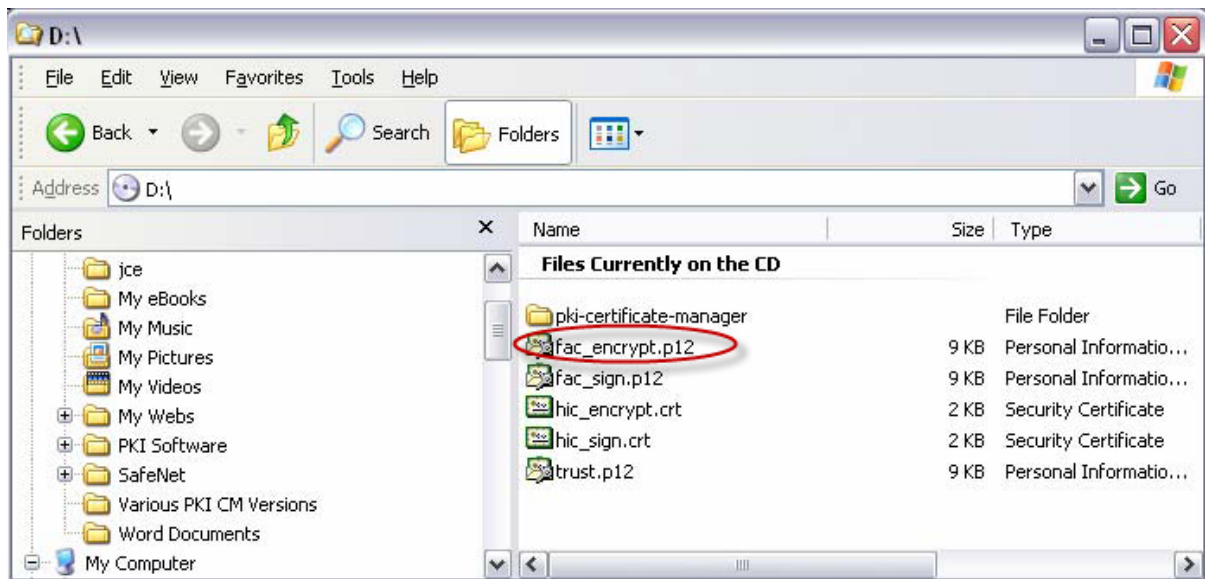 D:\
File Edit View Favorites Tools Help
Back Search Folders
Address D:\ Go
Folders x Name Size Type
Files Currently on the CD
jce
My eBooks
My Music
My Pictures
My Videos
My Webs
PKI Software
SafeNet
Various PKI CM Versions
Word Documents
My Computer
pki-certificate-manager File Folder
fac_encrypt.p12 9 KB Personal Informatio...
fac_sign.p12 9 KB Personal Informatio...
hic_encrypt.crt 2 KB Security Certificate
hic_sign.crt 2 KB Security Certificate
trust.p12 9 KB Personal Informatio...